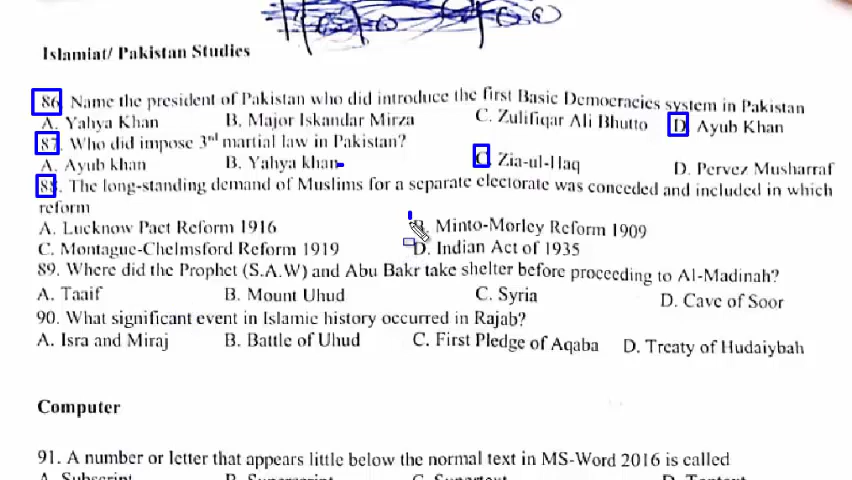 Islamiat/ Pakistan Studies
86. Name the president of Pakistan who did introduce the first Basic Democracies system in Pakistan
A. Yahya Khan B. Major Iskandar Mirza C. Zulifiqar Ali Bhutto D. Ayub Khan
87. Who did impose 3rd martial law in Pakistan?
A. Ayub khan B. Yahya khan C. Zia-ul-Haq D. Pervez Musharraf
88. The long-standing demand of Muslims for a separate electorate was conceded and included in which
reform
A. Lucknow Pact Reform 1916 B. Minto-Morley Reform 1909
C. Montague-Chelmsford Reform 1919 D. Indian Act of 1935
89. Where did the Prophet (S.A.W) and Abu Bakr take shelter before proceeding to Al-Madinah?
A. Taaif B. Mount Uhud C. Syria D. Cave of Soor
90. What significant event in Islamic history occurred in Rajab?
A. Isra and Miraj B. Battle of Uhud C. First Pledge of Aqaba D. Treaty of Hudaiybah
Computer
91. A number or letter that appears little below the normal text in MS-Word 2016 is called
A. Subscript B. Superscript C. Supertext D. Toptext